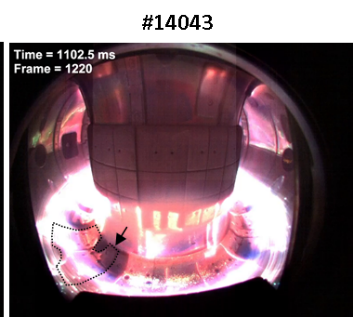 #14043
Time = 1102.5 ms
Frame = 1220